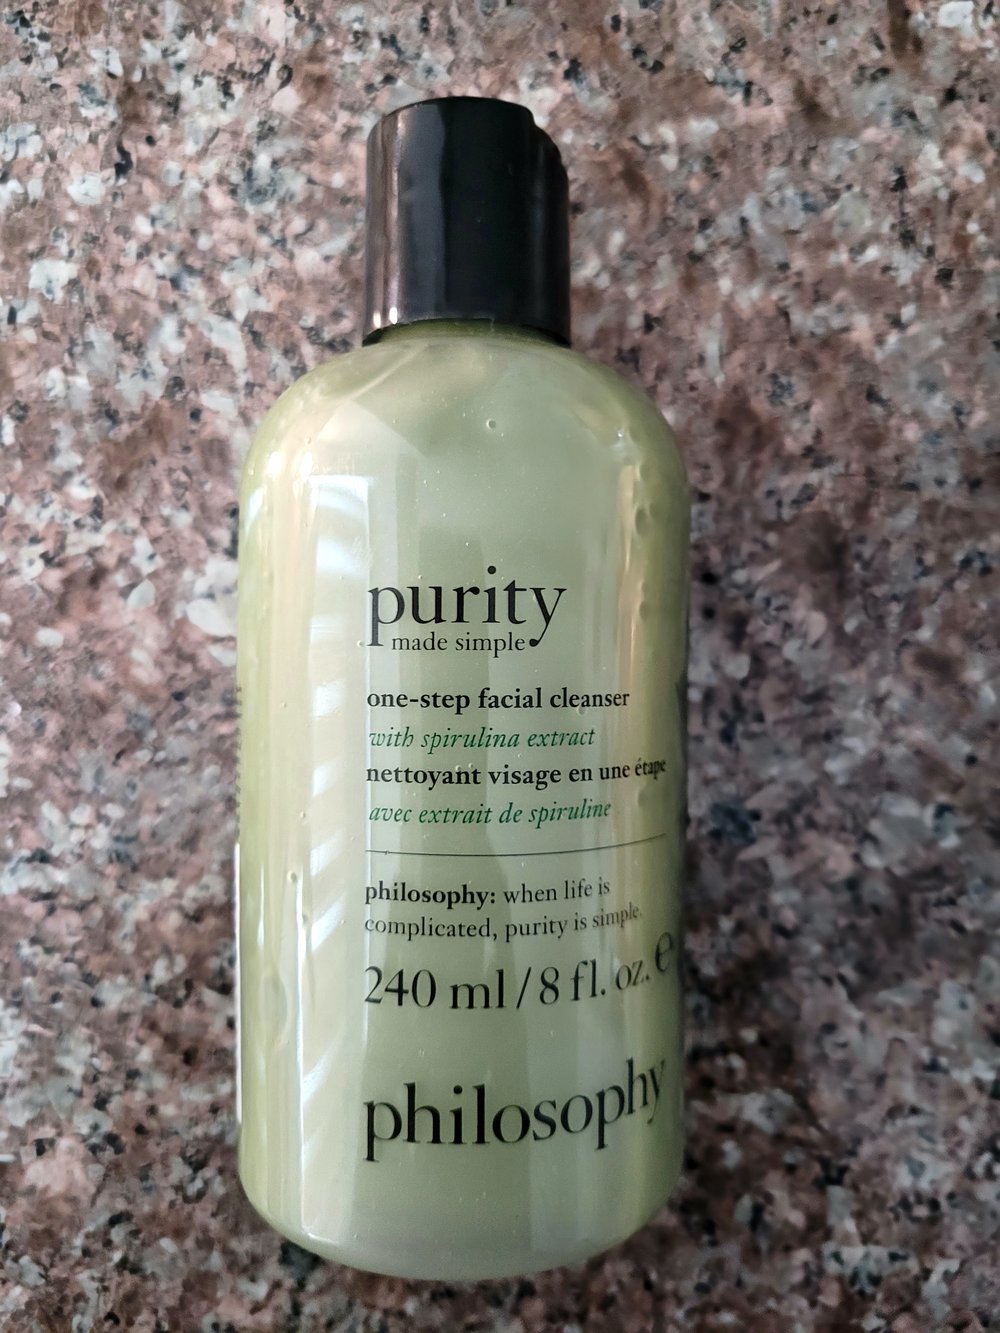 purity
made simple
one-step facial cleanser
with spirulina extract
nettoyant visage en une étape
avec extrait de spiruline
philosophy: when life is
complicated, purity is simple.
240 ml/8 fl. oz. e
philosophy